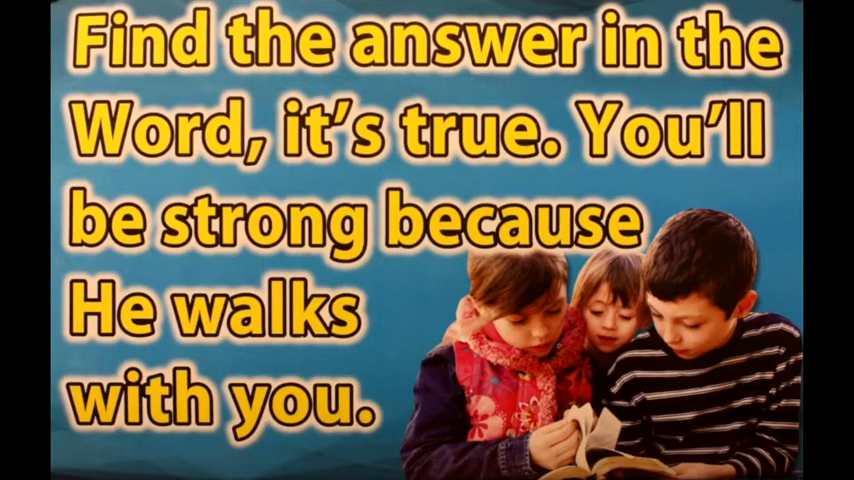 Find the answer in the
Word, it's true. You'll
be strong because
He walks
with you.